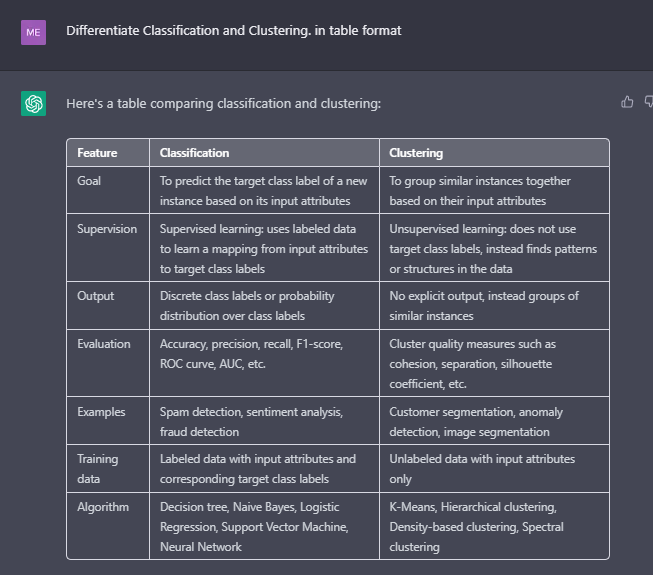 ME
Differentiate Classification and Clustering. in table format
Here's a table comparing classification and clustering:
Feature Classification Clustering
Goal To predict the target class label of a new To group similar instances together
instance based on its input attributes based on their input attributes
Supervision Supervised learning: uses labeled data Unsupervised learning: does not use
to learn a mapping from input attributes target class labels, instead finds patterns
to target class labels or structures in the data
Output Discrete class labels or probability No explicit output, instead groups of
distribution over class labels similar instances
Evaluation Accuracy, precision, recall, F1-score, Cluster quality measures such as
ROC curve, AUC, etc. cohesion, separation, silhouette
coefficient, etc.
Examples Spam detection, sentiment analysis, Customer segmentation, anomaly
fraud detection detection, image segmentation
Training Labeled data with input attributes and Unlabeled data with input attributes
data corresponding target class labels only
Algorithm Decision tree, Naive Bayes, Logistic K-Means, Hierarchical clustering,
Regression, Support Vector Machine, Density-based clustering, Spectral
Neural Network clustering